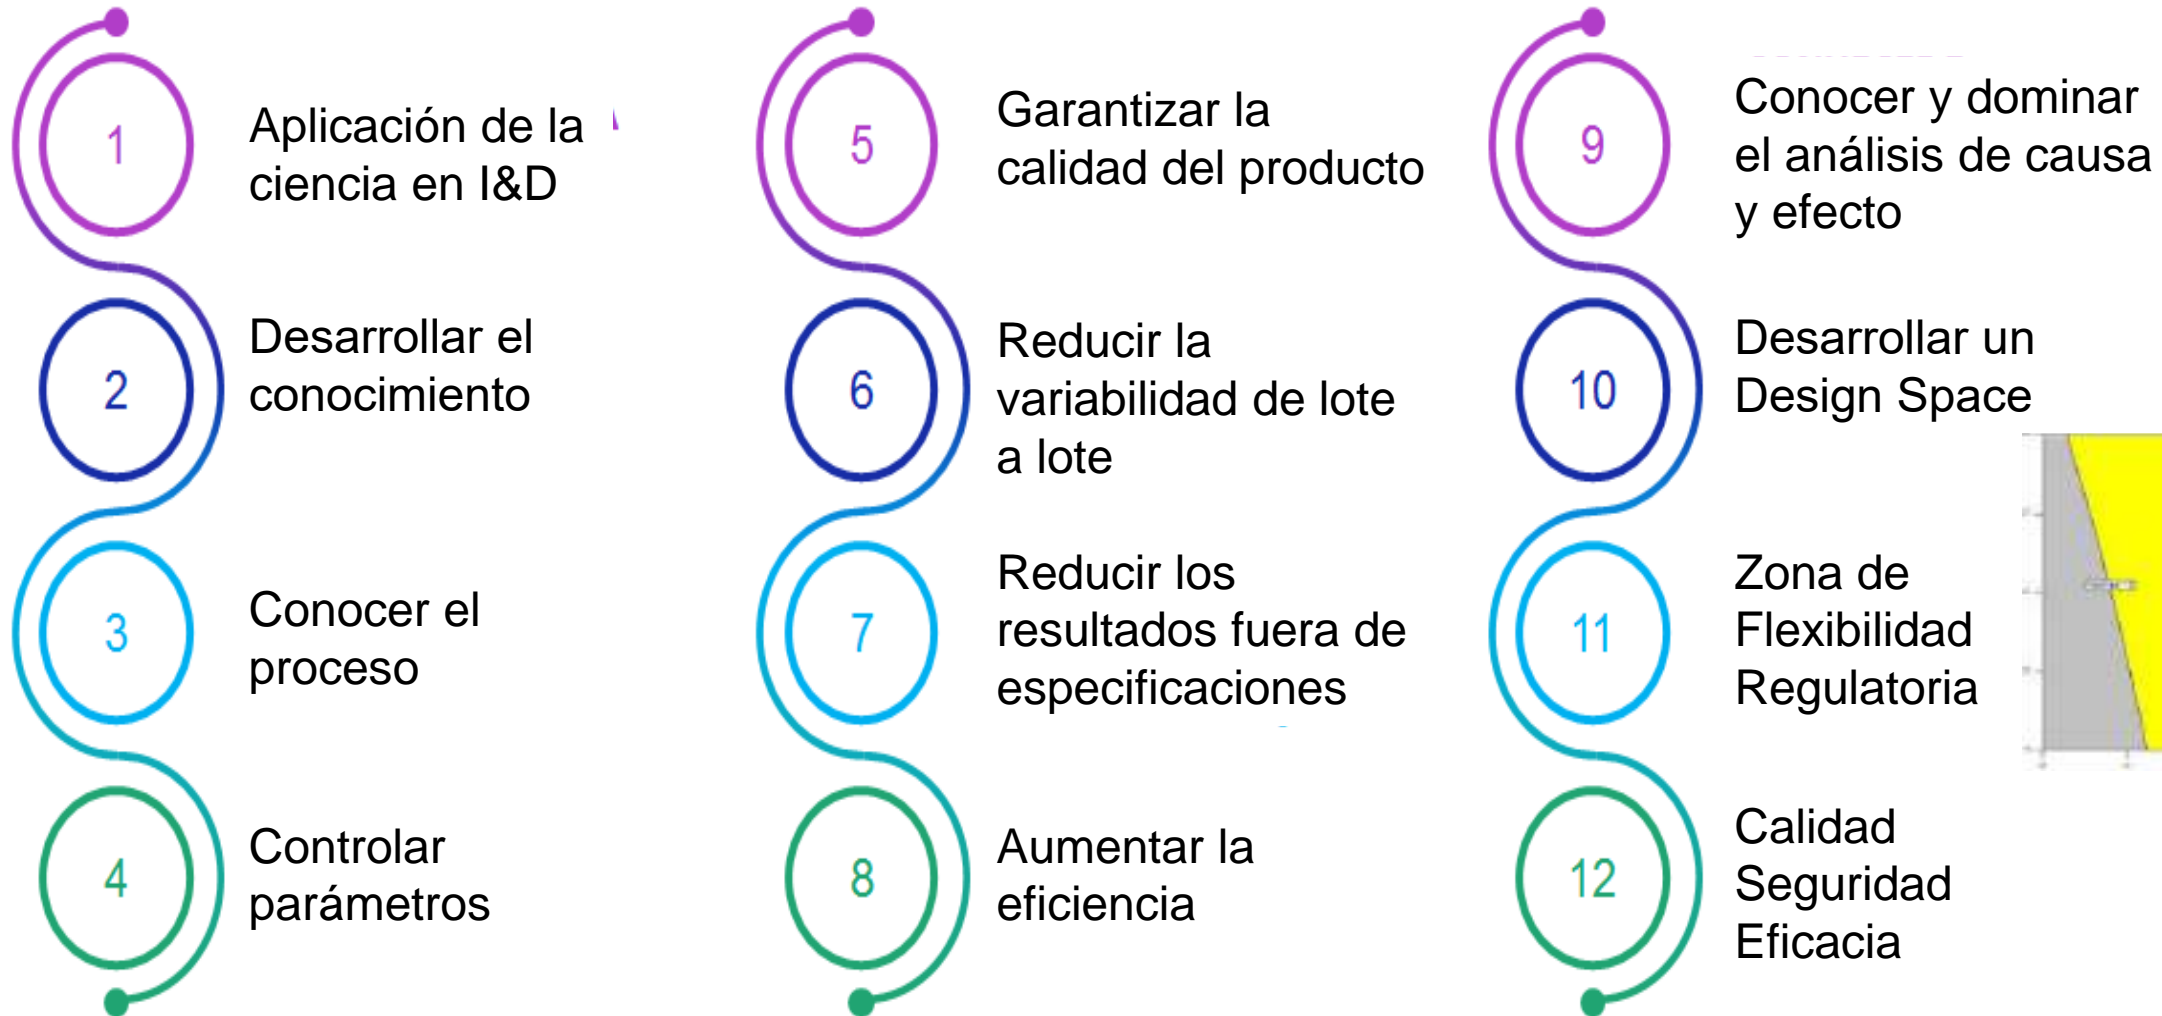 1
Aplicación de la
ciencia en I&D
2
Desarrollar el
conocimiento
3
Conocer el
proceso
4
Controlar
parámetros
5
Garantizar la
calidad del producto
6
Reducir la
variabilidad de lote
a lote
7
Reducir los
resultados fuera de
especificaciones
8
Aumentar la
eficiencia
9
Conocer y dominar
el análisis de causa
y efecto
10
Desarrollar un
Design Space
11
Zona de
Flexibilidad
Regulatoria
12
Calidad
Seguridad
Eficacia